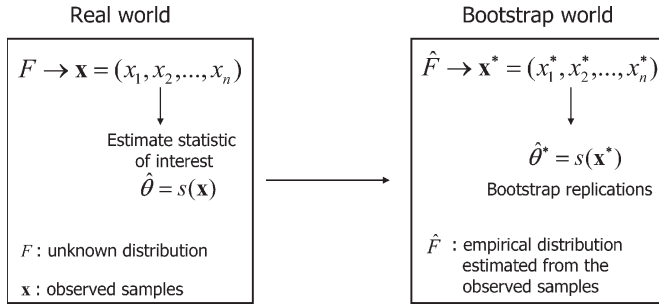 Real world
F → x = (x₁, x₂,..., xₙ)
Estimate statistic
of interest
θ̂ = s(x)
F : unknown distribution
x : observed samples
Bootstrap world
F̂ → x* = (x₁*, x₂*,..., xₙ*)
θ̂* = s(x*)
Bootstrap replications
F̂ : empirical distribution
estimated from the
observed samples